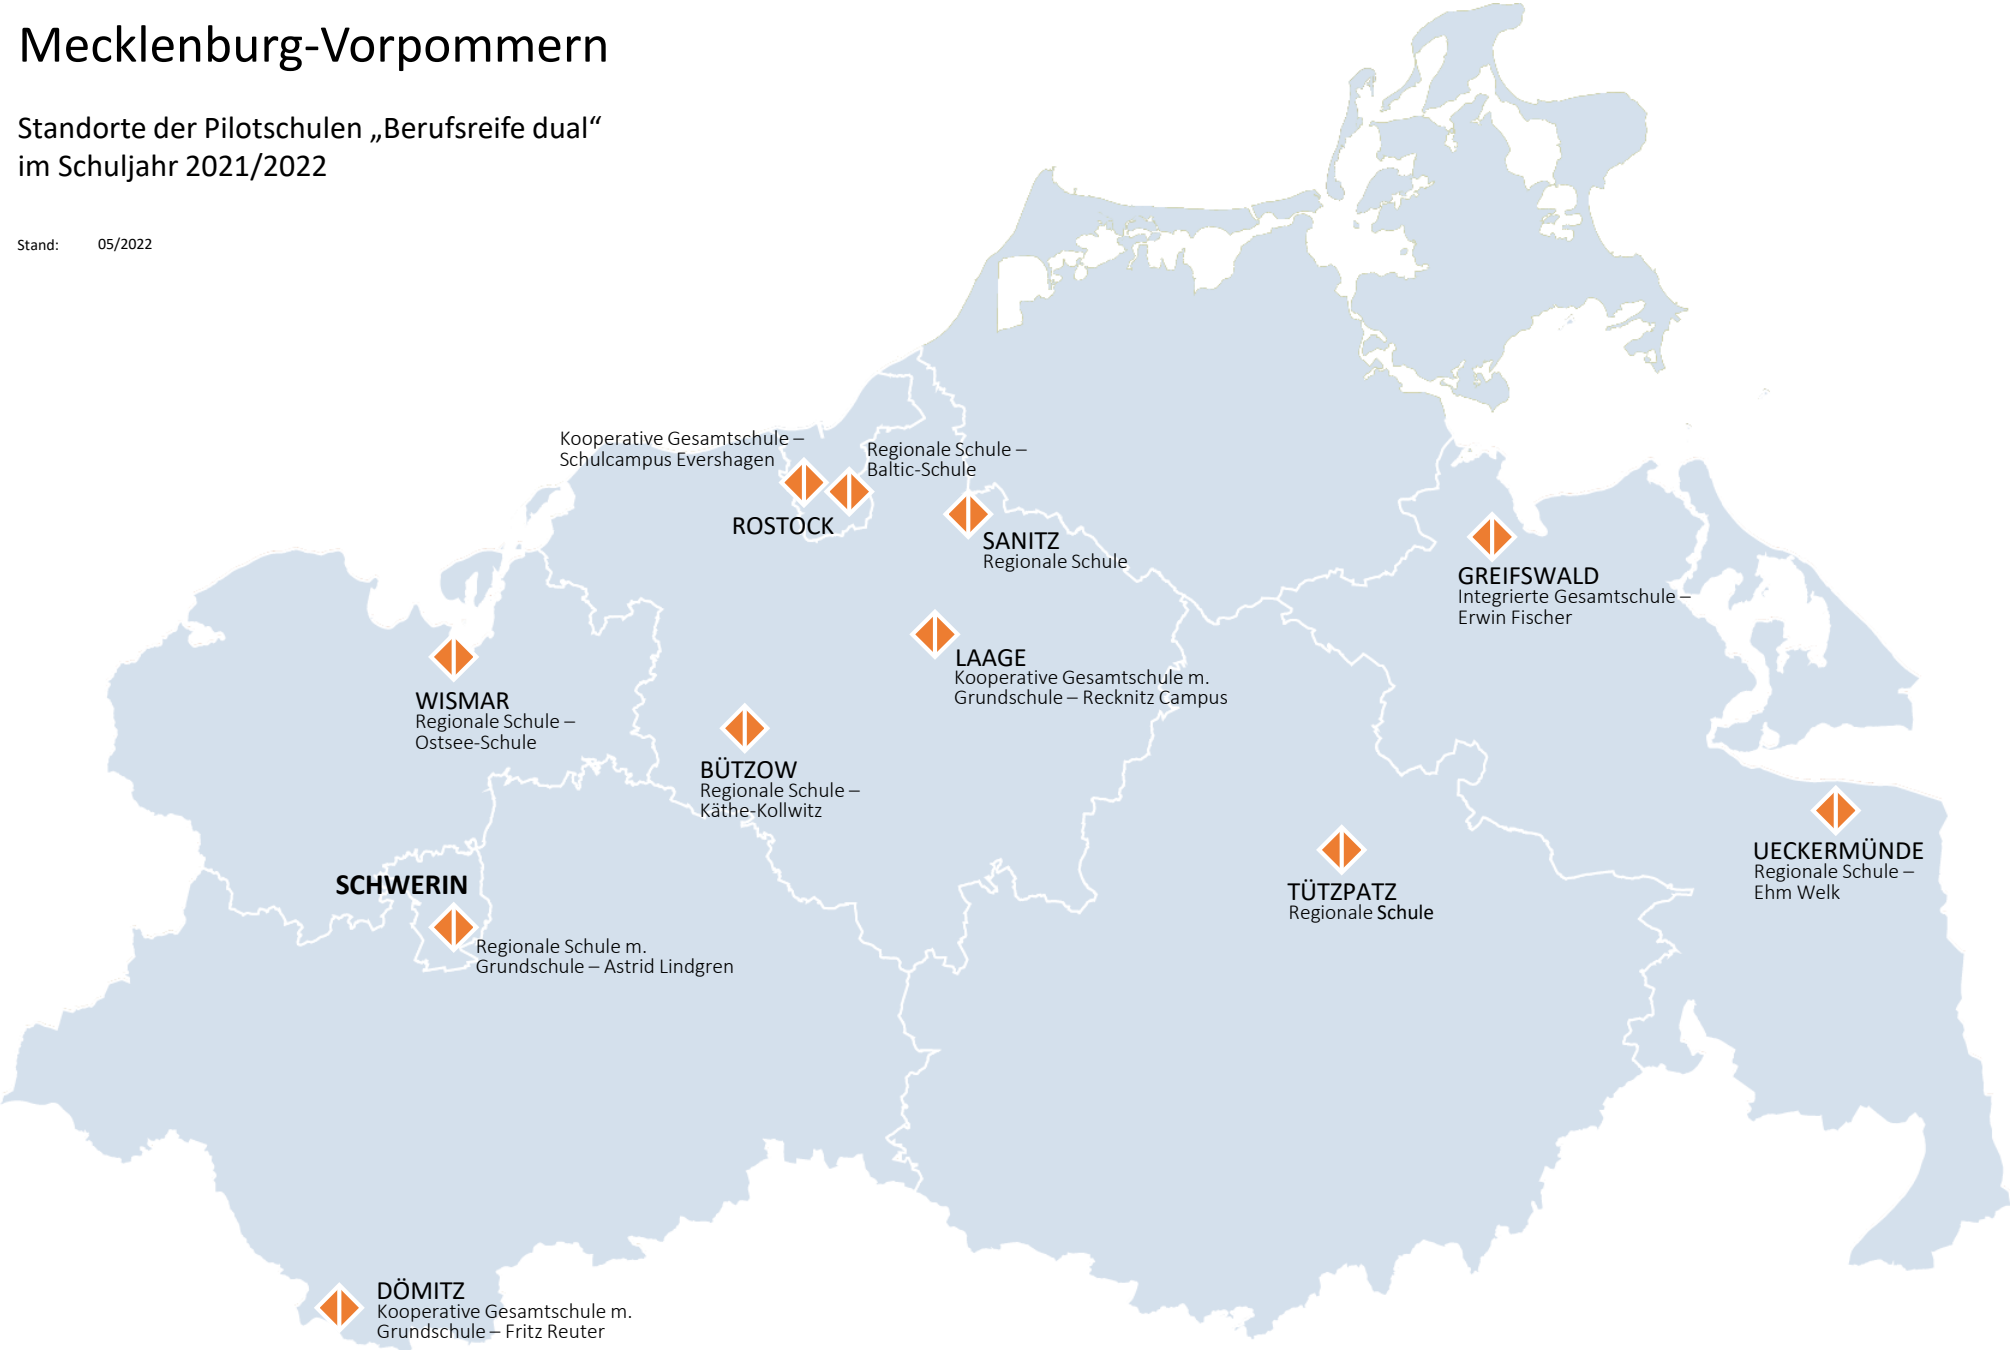 Mecklenburg-Vorpommern
Standorte der Pilotschulen „Berufsreife dual“
im Schuljahr 2021/2022
Stand: 05/2022
Kooperative Gesamtschule –
Schulcampus Evershagen
Regionale Schule –
Baltic-Schule
ROSTOCK
SANITZ
Regionale Schule
GREIFSWALD
Integrierte Gesamtschule –
Erwin Fischer
LAAGE
Kooperative Gesamtschule m.
Grundschule – Recknitz Campus
WISMAR
Regionale Schule –
Ostsee-Schule
BÜTZOW
Regionale Schule –
Käthe-Kollwitz
UECKERMÜNDE
Regionale Schule –
Ehm Welk
TÜTZPATZ
Regionale Schule
SCHWERIN
Regionale Schule m.
Grundschule – Astrid Lindgren
DÖMITZ
Kooperative Gesamtschule m.
Grundschule – Fritz Reuter